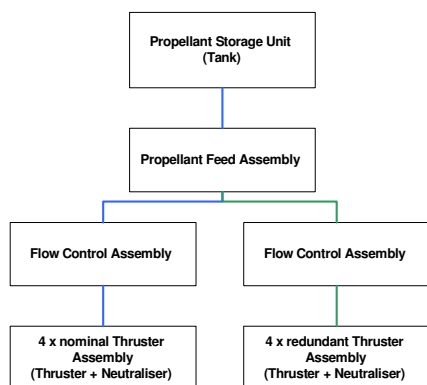 Propellant Storage Unit
(Tank)
Propellant Feed Assembly
Flow Control Assembly
Flow Control Assembly
4 x nominal Thruster
Assembly
(Thruster + Neutraliser)
4 x redundant Thruster
Assembly
(Thruster + Neutraliser)